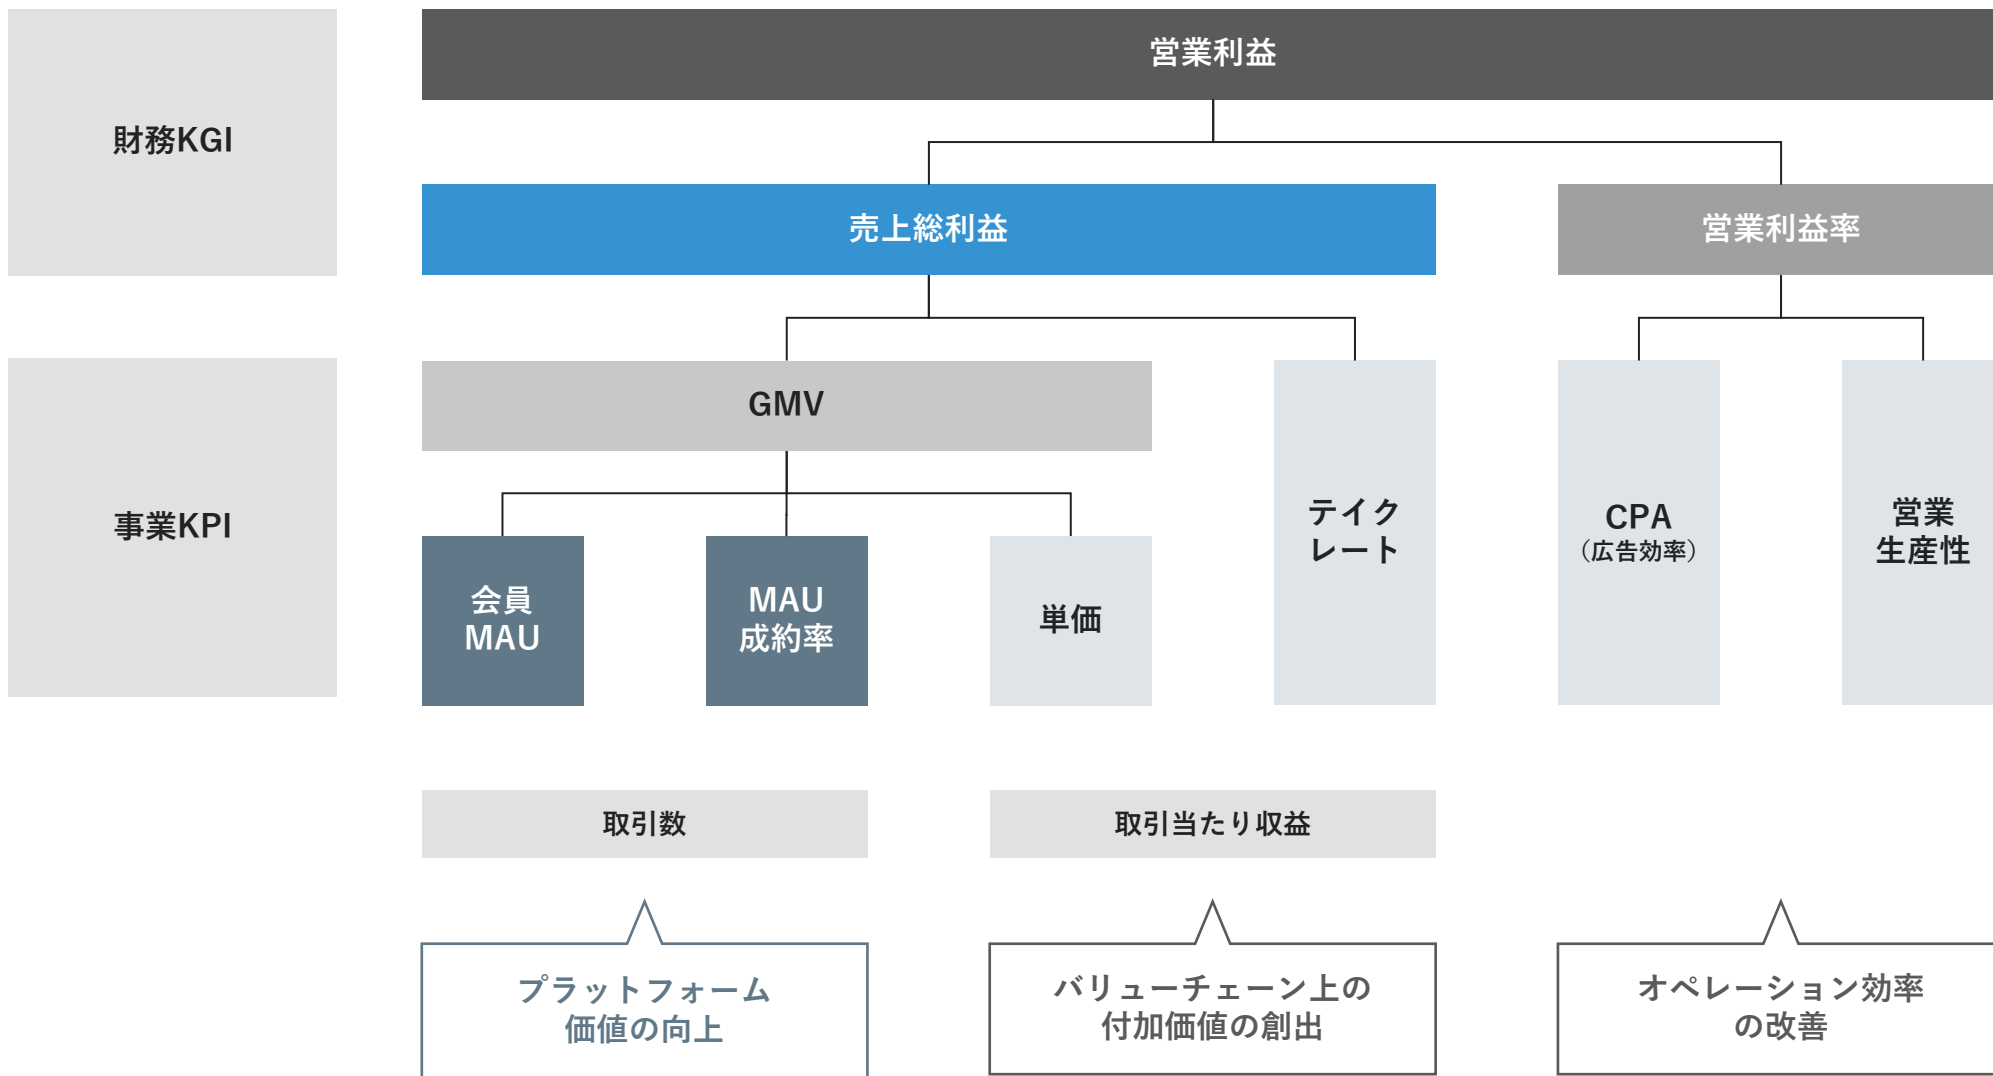 営業利益
財務KGI
売上総利益
営業利益率
GMV
事業KPI
テイク
レート
CPA
（広告効率）
営業
生産性
会員
MAU
MAU
成約率
単価
取引数
取引当たり収益
プラットフォーム
価値の向上
バリューチェーン上の
付加価値の創出
オペレーション効率
の改善